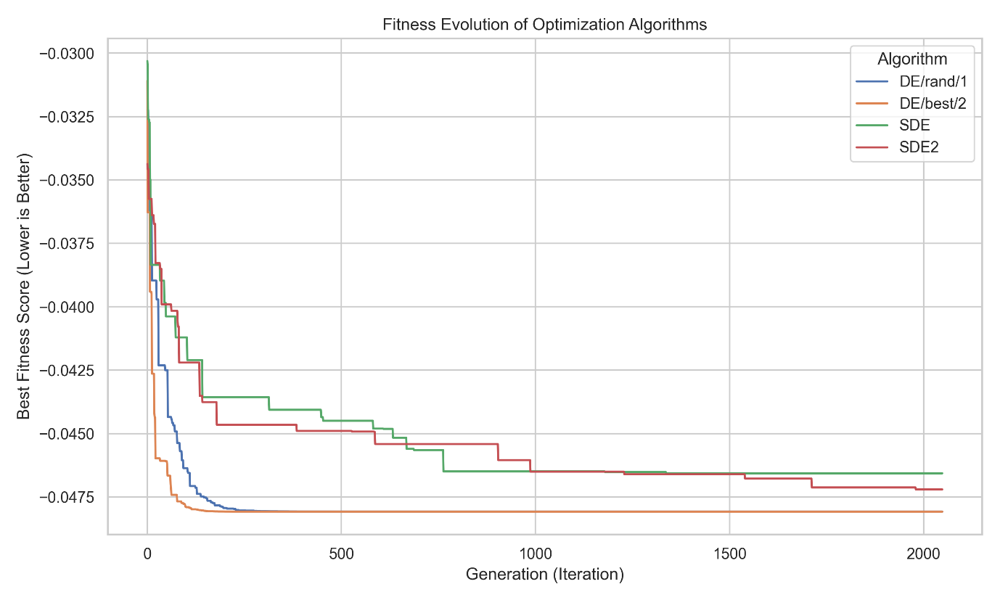 Fitness Evolution of Optimization Algorithms
Best Fitness Score (Lower is Better)
−0.0300
−0.0325
−0.0350
−0.0375
−0.0400
−0.0425
−0.0450
−0.0475
Algorithm
DE/rand/1
DE/best/2
SDE
SDE2
0
500
1000
1500
2000
Generation (Iteration)